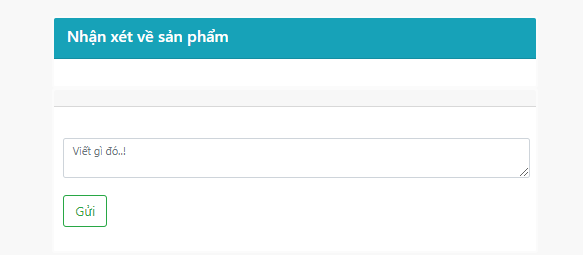 Nhận xét về sản phẩm
Viết gì đó..!
Gửi